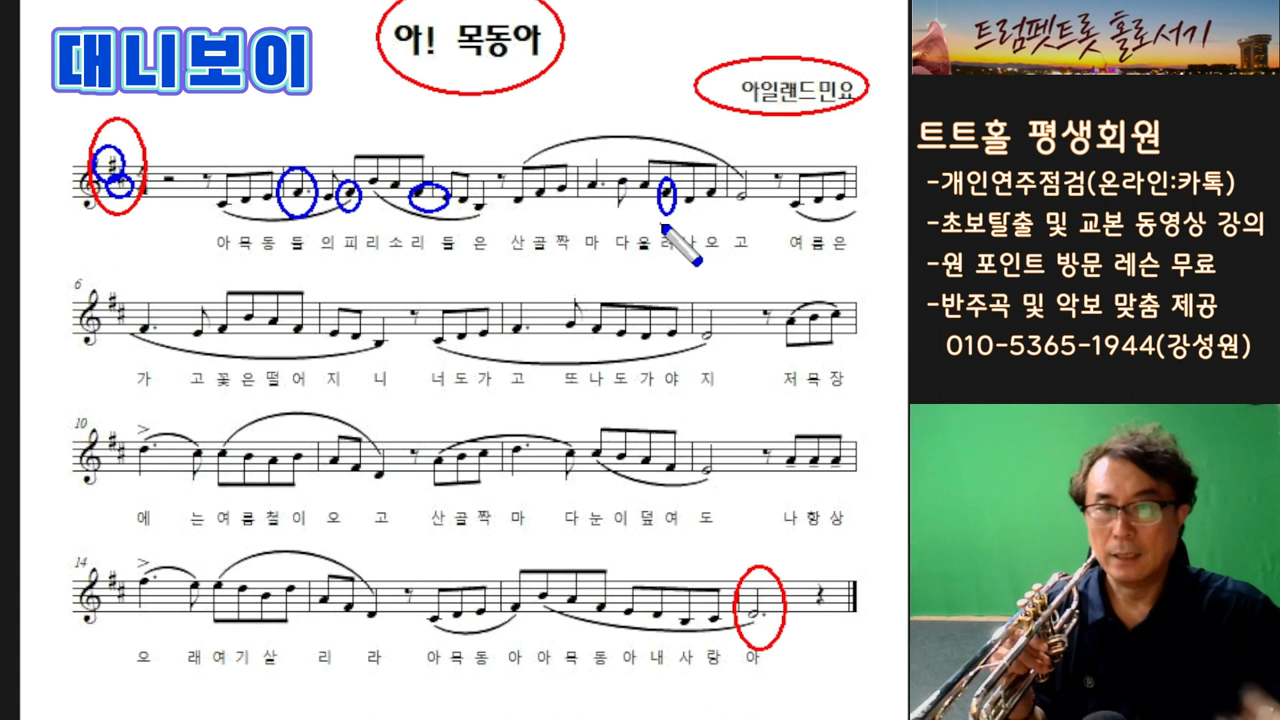 대니보이
아! 목동아
아일랜드민요
트럼펫트롯 홀로서기
트트홀 평생회원
-개인연주점검(온라인:카톡)
-초보탈출 및 교본 동영상 강의
-원 포인트 방문 레슨 무료
-반주곡 및 악보 맞춤 제공
010-5365-1944(강성원)
아 목 동 들 의 피 리 소 리 들 은 산 골 짝 마 다 울 려 나 오 고 여 름 은
6
가 고 꽃 은 떨 어 지 니 너 도 가 고 또 나 도 가 야 지 저 목 장
10
에 는 여 름 철 이 오 고 산 골 짝 마 다 눈 이 덮 여 도 나 항 상
14
오 래 여 기 살 리 라 아 목 동 아 아 목 동 아 내 사 랑 아